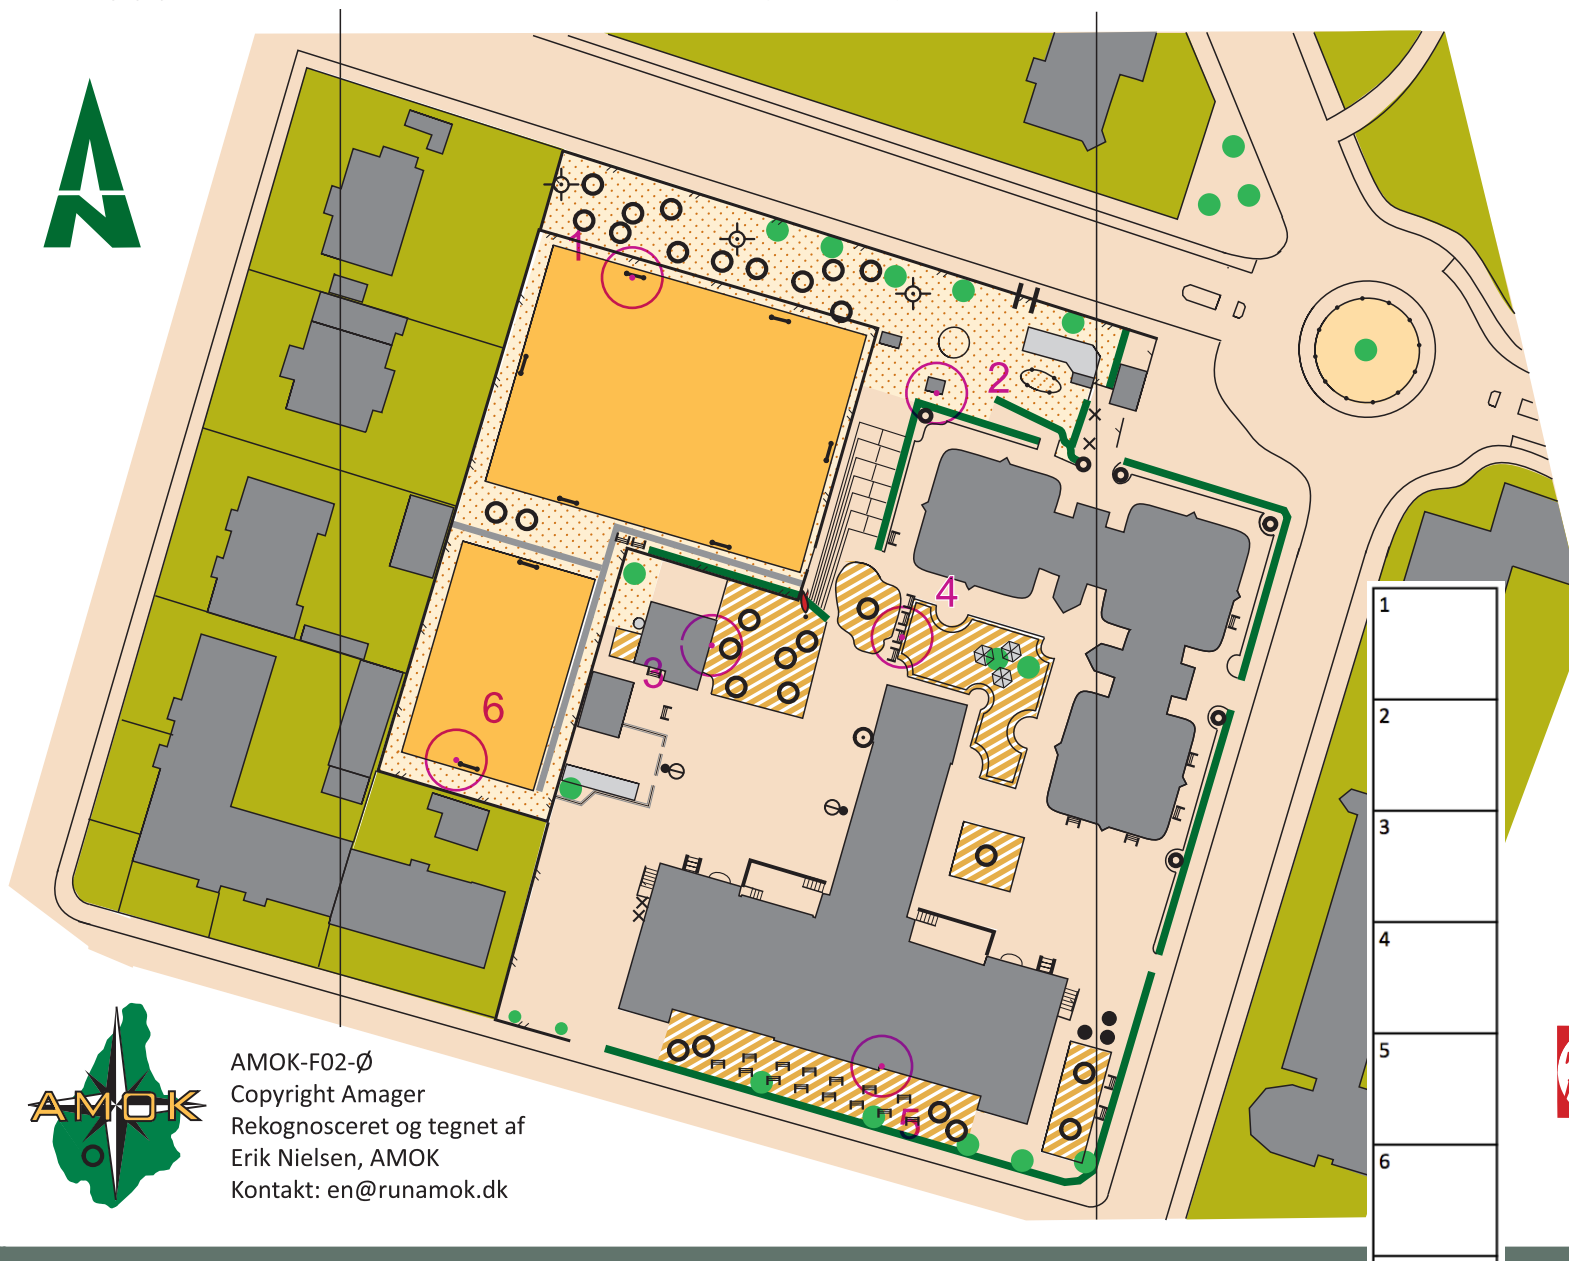 1
2
3
4
5
6
1
2
3
4
5
6
AMOK
AMOK-F02-Ø
Copyright Amager
Rekognosceret og tegnet af
Erik Nielsen, AMOK
Kontakt: en@runamok.dk